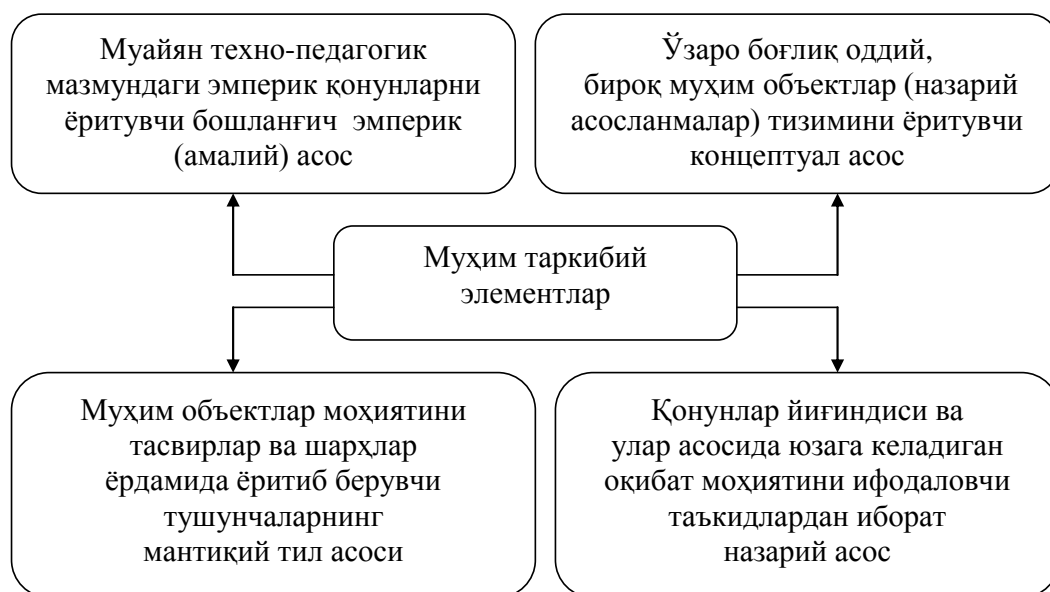 Муайян техно-педагогик
мазмундаги эмперик қонунларни
ёритувчи бошланғич эмперик
(амалий) асос
Ўзаро боғлиқ оддий,
бироқ муҳим объектлар (назарий
асосланмалар) тизимини ёритувчи
концептуал асос
Муҳим таркибий
элементлар
Муҳим объектлар моҳиятини
тасвирлар ва шарҳлар
ёрдамида ёритиб берувчи
тушунчаларнинг
мантиқий тил асоси
Қонунлар йиғиндиси ва
улар асосида юзага келадиган
оқибат моҳиятини ифодаловчи
таъкидлардан иборат
назарий асос